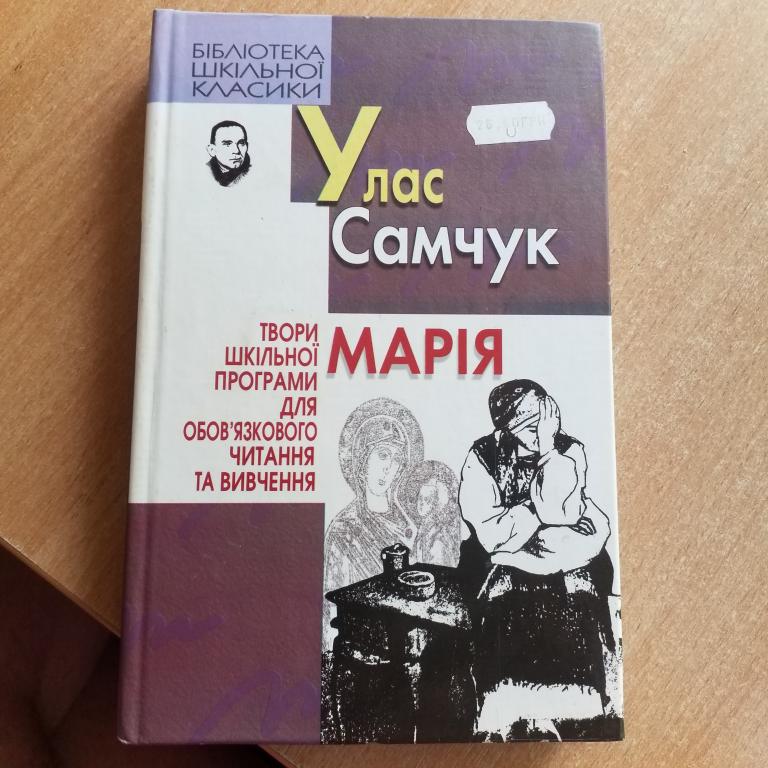 БІБЛІОТЕКА
ШКІЛЬНОЇ
КЛАСИКИ
Улас
Самчук
МАРІЯ
ТВОРИ
ШКІЛЬНОЇ
ПРОГРАМИ
ДЛЯ
ОБОВ'ЯЗКОВОГО
ЧИТАННЯ
ТА ВИВЧЕННЯ